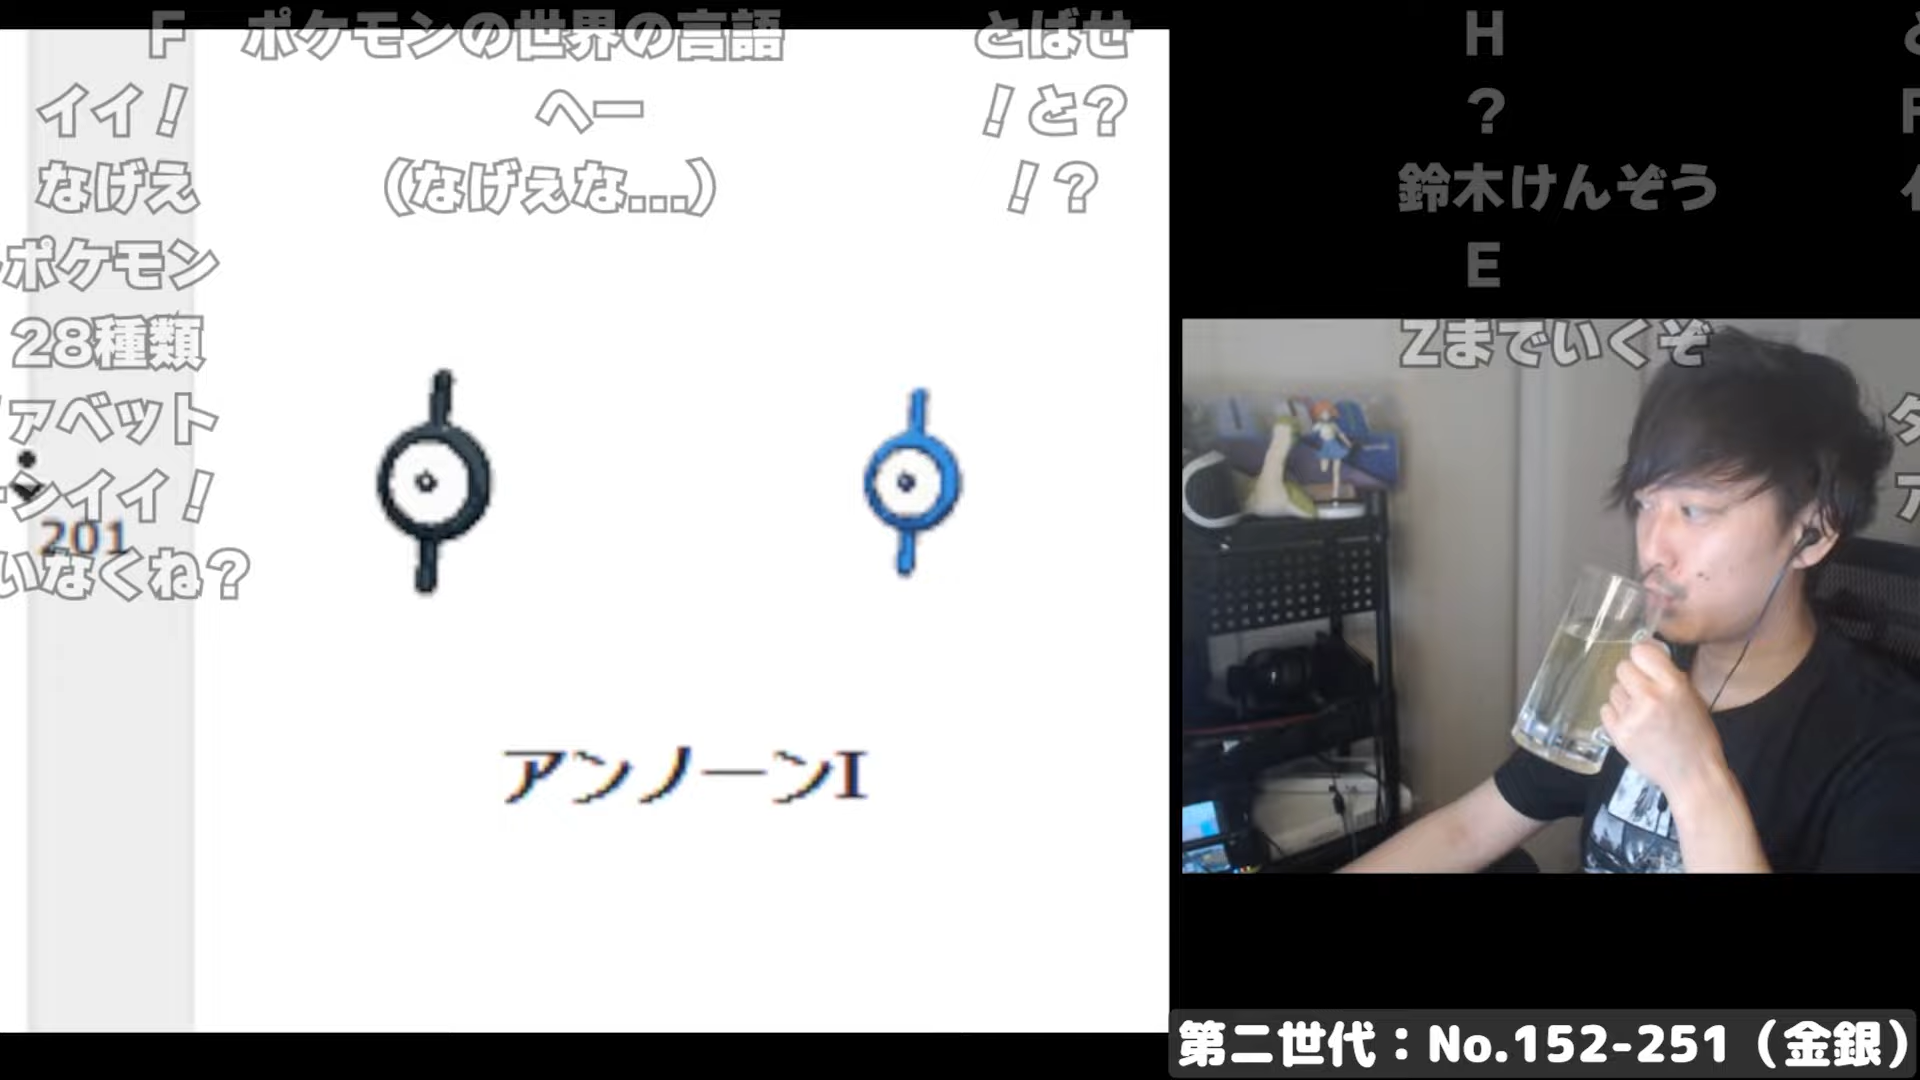 F ポケモンの世界の言語 とばせ H
イイ！ へー ！と？ ？
なげえ （なげぇな…） ！？ 鈴木けんぞう
ポケモン E
28種類 Zまでいくぞ
ァベット
ンイイ！
201
いなくね？
アンノーンI
第二世代：No.152-251（金銀）